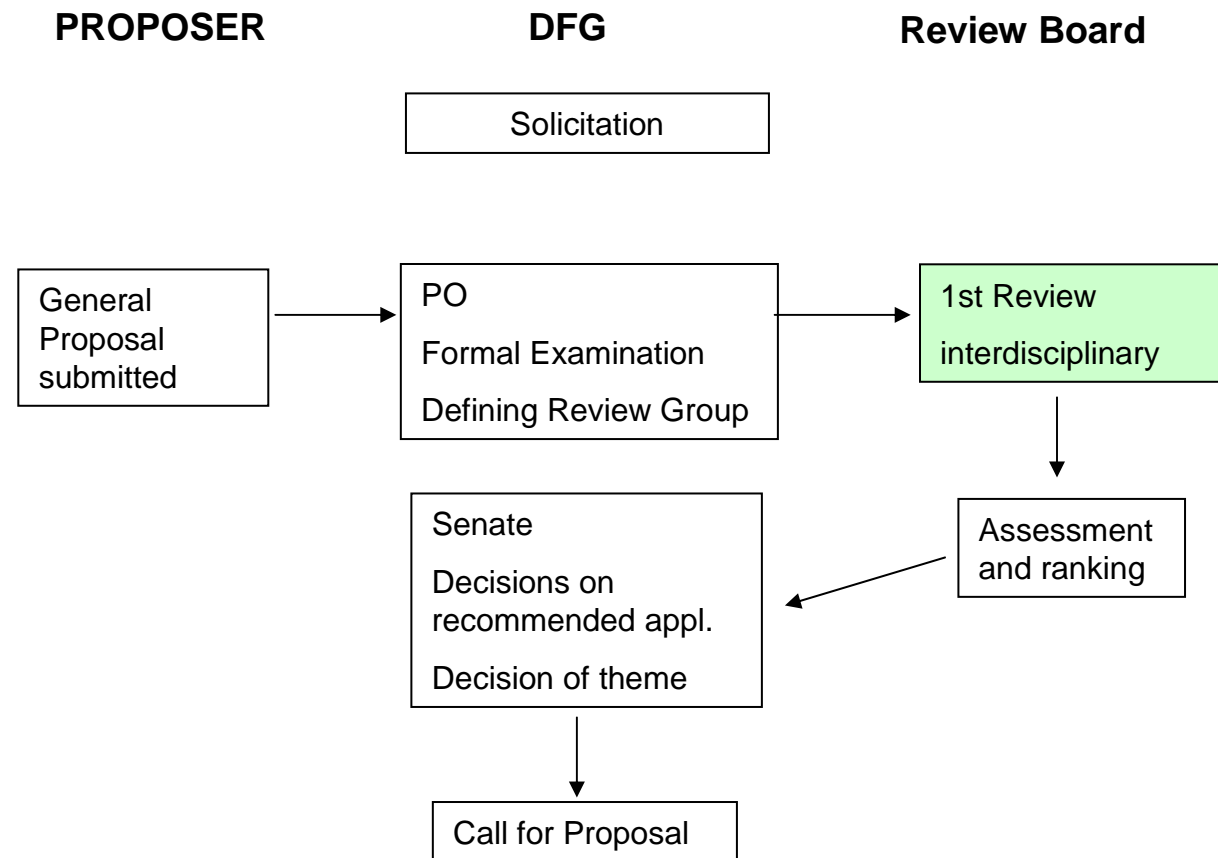 PROPOSER
DFG
Review Board
Solicitation
General
Proposal
submitted
PO
Formal Examination
Defining Review Group
1st Review
interdisciplinary
Assessment
and ranking
Senate
Decisions on
recommended appl.
Decision of theme
Call for Proposal